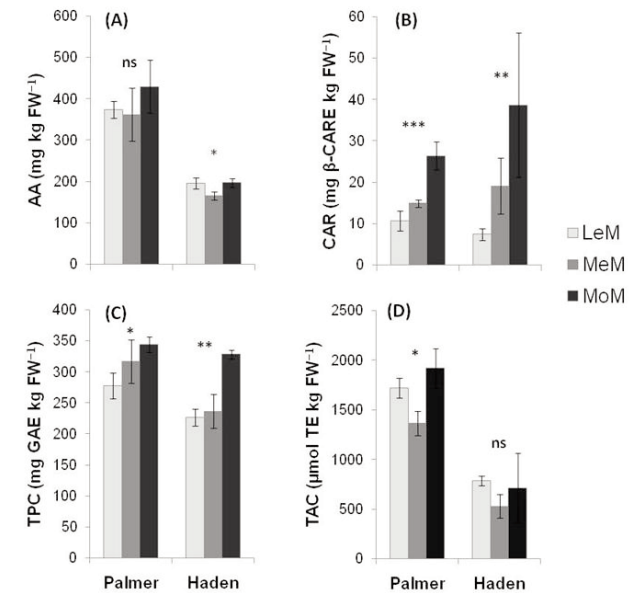 (A)
AA (mg kg FW⁻¹)
600
500
400
300
200
100
0
ns
*
(B)
CAR (mg β-CARE kg FW⁻¹)
60
50
40
30
20
10
0
***
**
LeM
MeM
MoM
(C)
TPC (mg GAE kg FW⁻¹)
400
350
300
250
200
150
100
50
0
*
**
Palmer Haden
(D)
TAC (µmol TE kg FW⁻¹)
2500
2000
1500
1000
500
0
*
ns
Palmer Haden